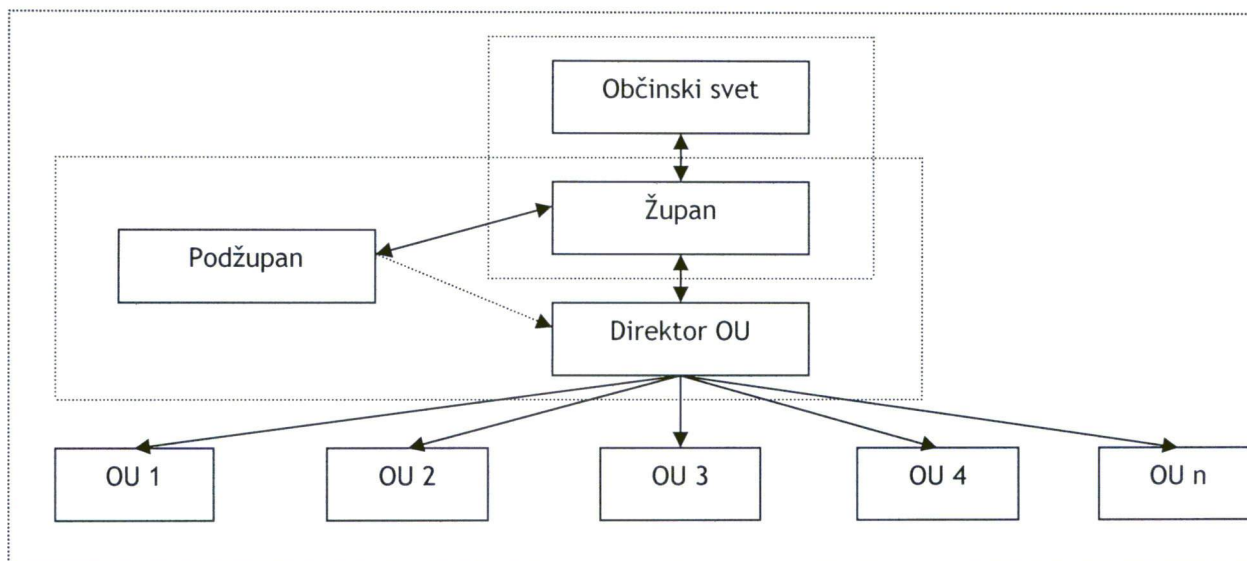 Občinski svet
Župan
Podžupan
Direktor OU
OU 1
OU 2
OU 3
OU 4
OU n